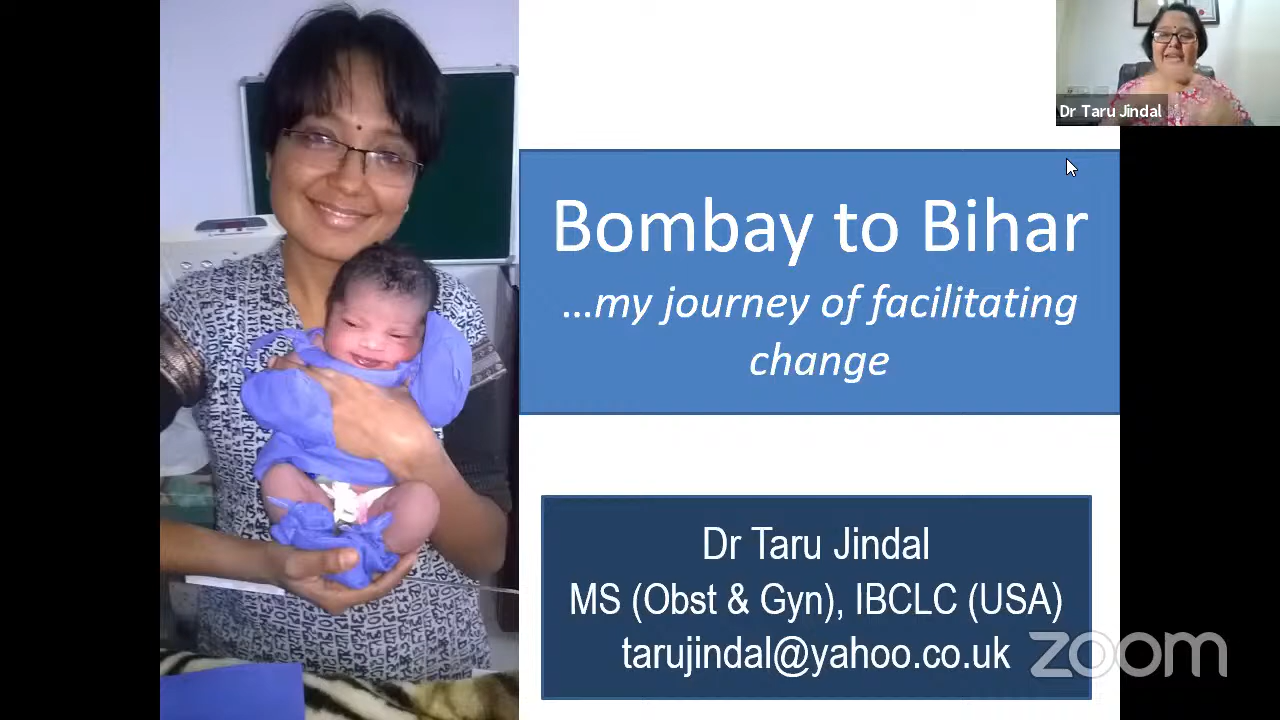 Dr Taru Jindal
Bombay to Bihar
...my journey of facilitating
change
Dr Taru Jindal
MS (Obst & Gyn), IBCLC (USA)
tarujindal@yahoo.co.uk
zoom